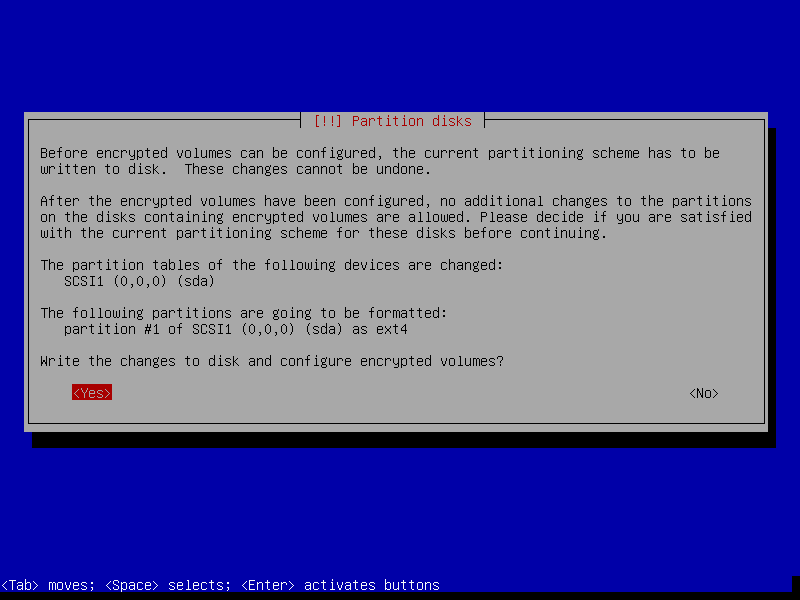 [!!] Partition disks
Before encrypted volumes can be configured, the current partitioning scheme has to be
written to disk.  These changes cannot be undone.
After the encrypted volumes have been configured, no additional changes to the partitions
on the disks containing encrypted volumes are allowed. Please decide if you are satisfied
with the current partitioning scheme for these disks before continuing.
The partition tables of the following devices are changed:
SCSI1 (0,0,0) (sda)
The following partitions are going to be formatted:
partition #1 of SCSI1 (0,0,0) (sda) as ext4
Write the changes to disk and configure encrypted volumes?
<Yes> <No>
<Tab> moves; <Space> selects; <Enter> activates buttons